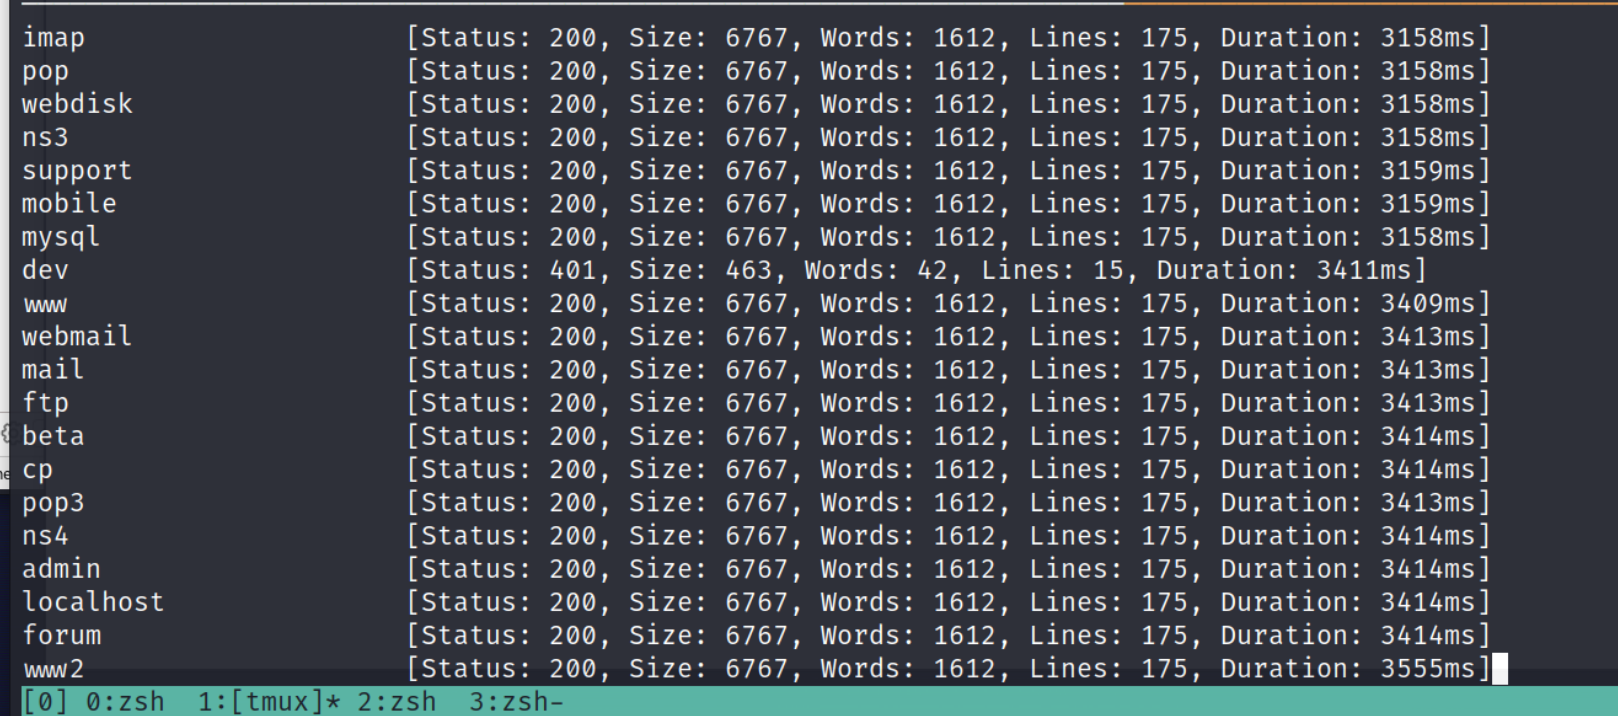 imap [Status: 200, Size: 6767, Words: 1612, Lines: 175, Duration: 3158ms]
pop [Status: 200, Size: 6767, Words: 1612, Lines: 175, Duration: 3158ms]
webdisk [Status: 200, Size: 6767, Words: 1612, Lines: 175, Duration: 3158ms]
ns3 [Status: 200, Size: 6767, Words: 1612, Lines: 175, Duration: 3158ms]
support [Status: 200, Size: 6767, Words: 1612, Lines: 175, Duration: 3159ms]
mobile [Status: 200, Size: 6767, Words: 1612, Lines: 175, Duration: 3159ms]
mysql [Status: 200, Size: 6767, Words: 1612, Lines: 175, Duration: 3158ms]
dev [Status: 401, Size: 463, Words: 42, Lines: 15, Duration: 3411ms]
www [Status: 200, Size: 6767, Words: 1612, Lines: 175, Duration: 3409ms]
webmail [Status: 200, Size: 6767, Words: 1612, Lines: 175, Duration: 3413ms]
mail [Status: 200, Size: 6767, Words: 1612, Lines: 175, Duration: 3413ms]
ftp [Status: 200, Size: 6767, Words: 1612, Lines: 175, Duration: 3413ms]
beta [Status: 200, Size: 6767, Words: 1612, Lines: 175, Duration: 3414ms]
cp [Status: 200, Size: 6767, Words: 1612, Lines: 175, Duration: 3414ms]
pop3 [Status: 200, Size: 6767, Words: 1612, Lines: 175, Duration: 3413ms]
ns4 [Status: 200, Size: 6767, Words: 1612, Lines: 175, Duration: 3414ms]
admin [Status: 200, Size: 6767, Words: 1612, Lines: 175, Duration: 3414ms]
localhost [Status: 200, Size: 6767, Words: 1612, Lines: 175, Duration: 3414ms]
forum [Status: 200, Size: 6767, Words: 1612, Lines: 175, Duration: 3414ms]
www2 [Status: 200, Size: 6767, Words: 1612, Lines: 175, Duration: 3555ms]
[0] 0:zsh 1:[tmux]* 2:zsh 3:zsh-